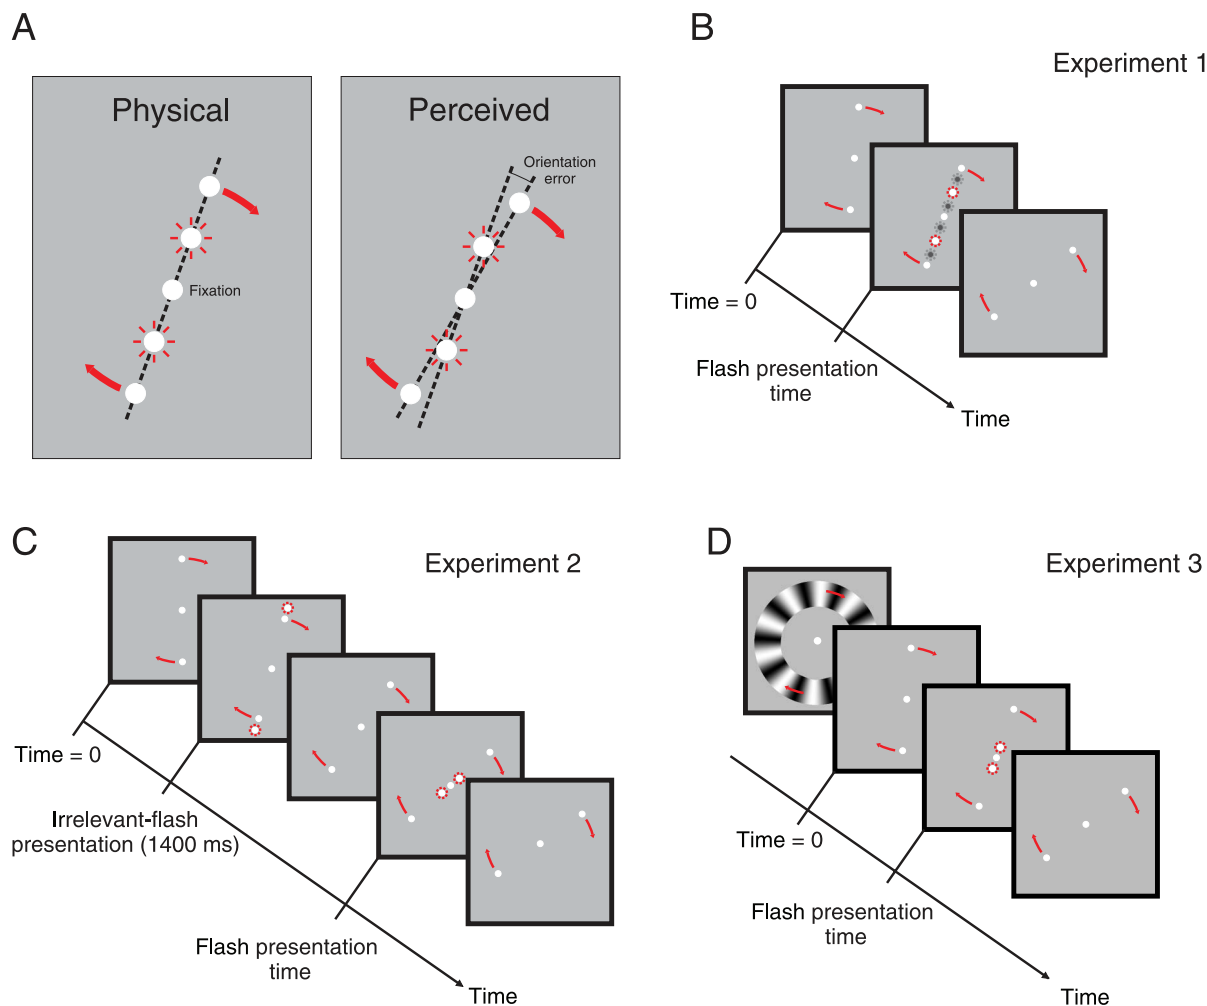 A
Physical
Fixation
Perceived
Orientation
error
B
Experiment 1
Time = 0
Flash presentation
time
Time
C
Experiment 2
Time = 0
Irrelevant-flash
presentation (1400 ms)
Flash presentation
time
Time
D
Experiment 3
Time = 0
Flash presentation
time
Time